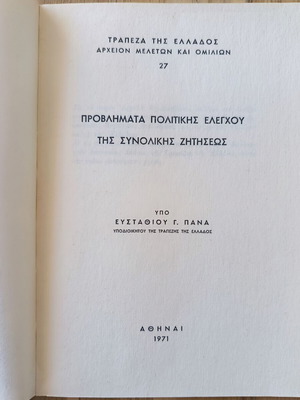 ΤΡΑΠΕΖΑ ΤΗΣ ΕΛΛΑΔΟΣ
ΑΡΧΕΙΟΝ ΜΕΛΕΤΩΝ ΚΑΙ ΟΜΙΛΙΩΝ
27
ΠΡΟΒΛΗΜΑΤΑ ΠΟΛΙΤΙΚΗΣ ΕΛΕΓΧΟΥ
ΤΗΣ ΣΥΝΟΛΙΚΗΣ ΖΗΤΗΣΕΩΣ
ΥΠΟ
ΕΥΣΤΑΘΙΟΥ Γ. ΠΑΝΑ
ΥΠΟΔΙΟΙΚΗΤΟΥ ΤΗΣ ΤΡΑΠΕΖΗΣ ΤΗΣ ΕΛΛΑΔΟΣ
ΑΘΗΝΑΙ
1971